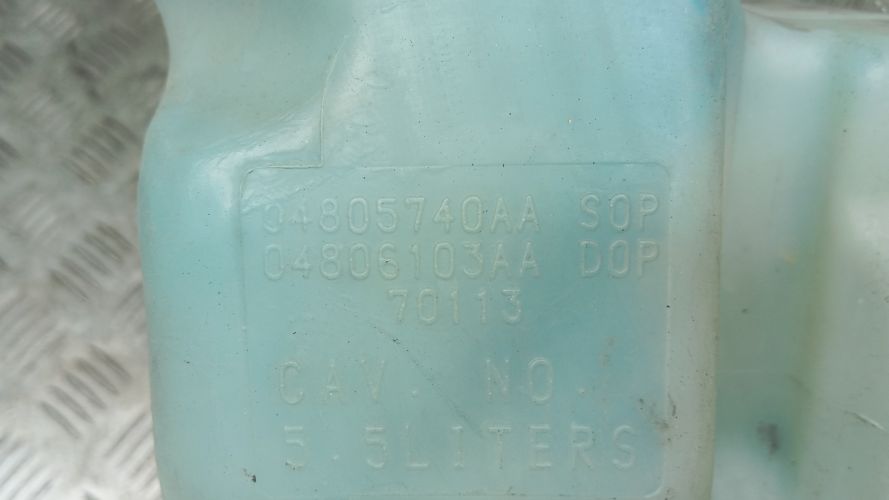 04805740AA SOP
04806103AA DOP
70113
CAV. NO.
5.5LITERS